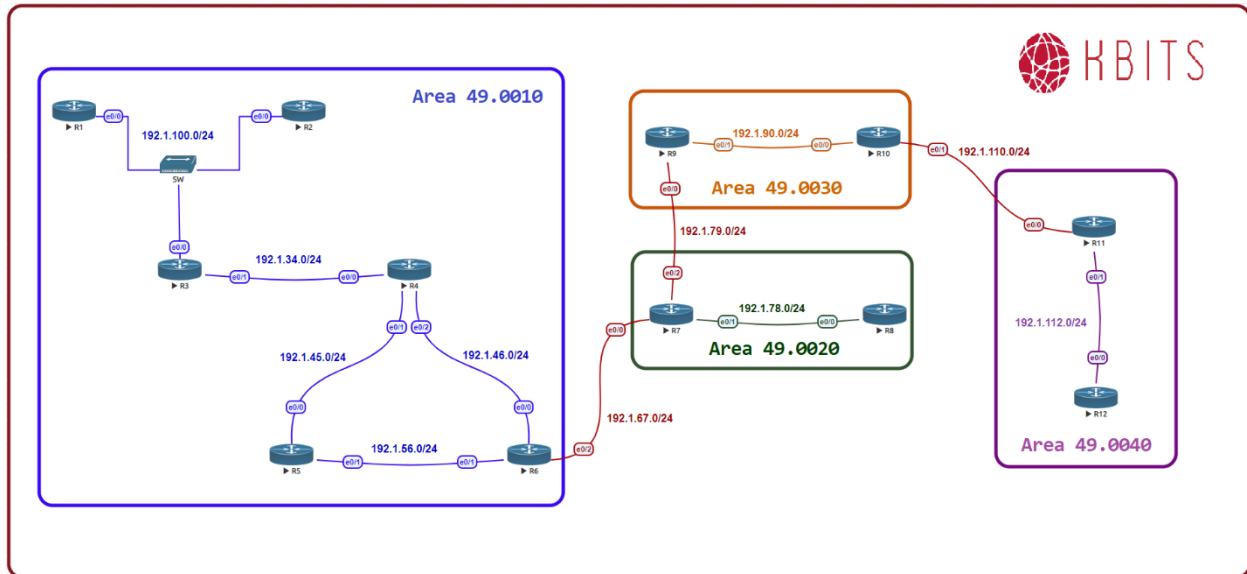 KBITS
Area 49.0010
e0/0
R1
e0/0
R2
192.1.100.0/24
SW
e0/0
R3
e0/1
192.1.34.0/24
e0/0
R4
e0/1
e0/2
192.1.45.0/24
192.1.46.0/24
e0/0
e0/0
R5
e0/1
192.1.56.0/24
e0/1
R6
e0/2
192.1.67.0/24
R9
e0/1
192.1.90.0/24
e0/0
R10
e0/1
192.1.110.0/24
e0/0
Area 49.0030
192.1.79.0/24
e0/2
e0/0
R7
e0/1
192.1.78.0/24
e0/0
R8
Area 49.0020
e0/0
R11
e0/1
192.1.112.0/24
e0/0
R12
Area 49.0040